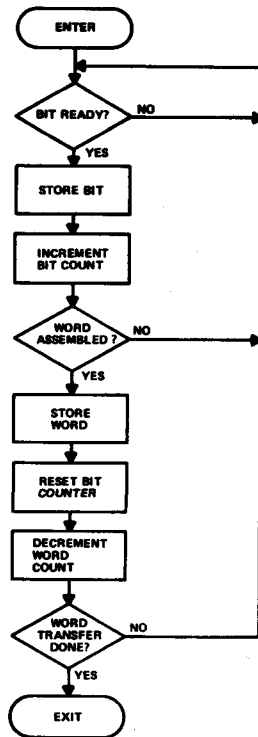 ENTER
BIT READY?
NO
YES
STORE BIT
INCREMENT
BIT COUNT
WORD
ASSEMBLED ?
NO
YES
STORE
WORD
RESET BIT
COUNTER
DECREMENT
WORD
COUNT
WORD
TRANSFER
DONE?
NO
YES
EXIT